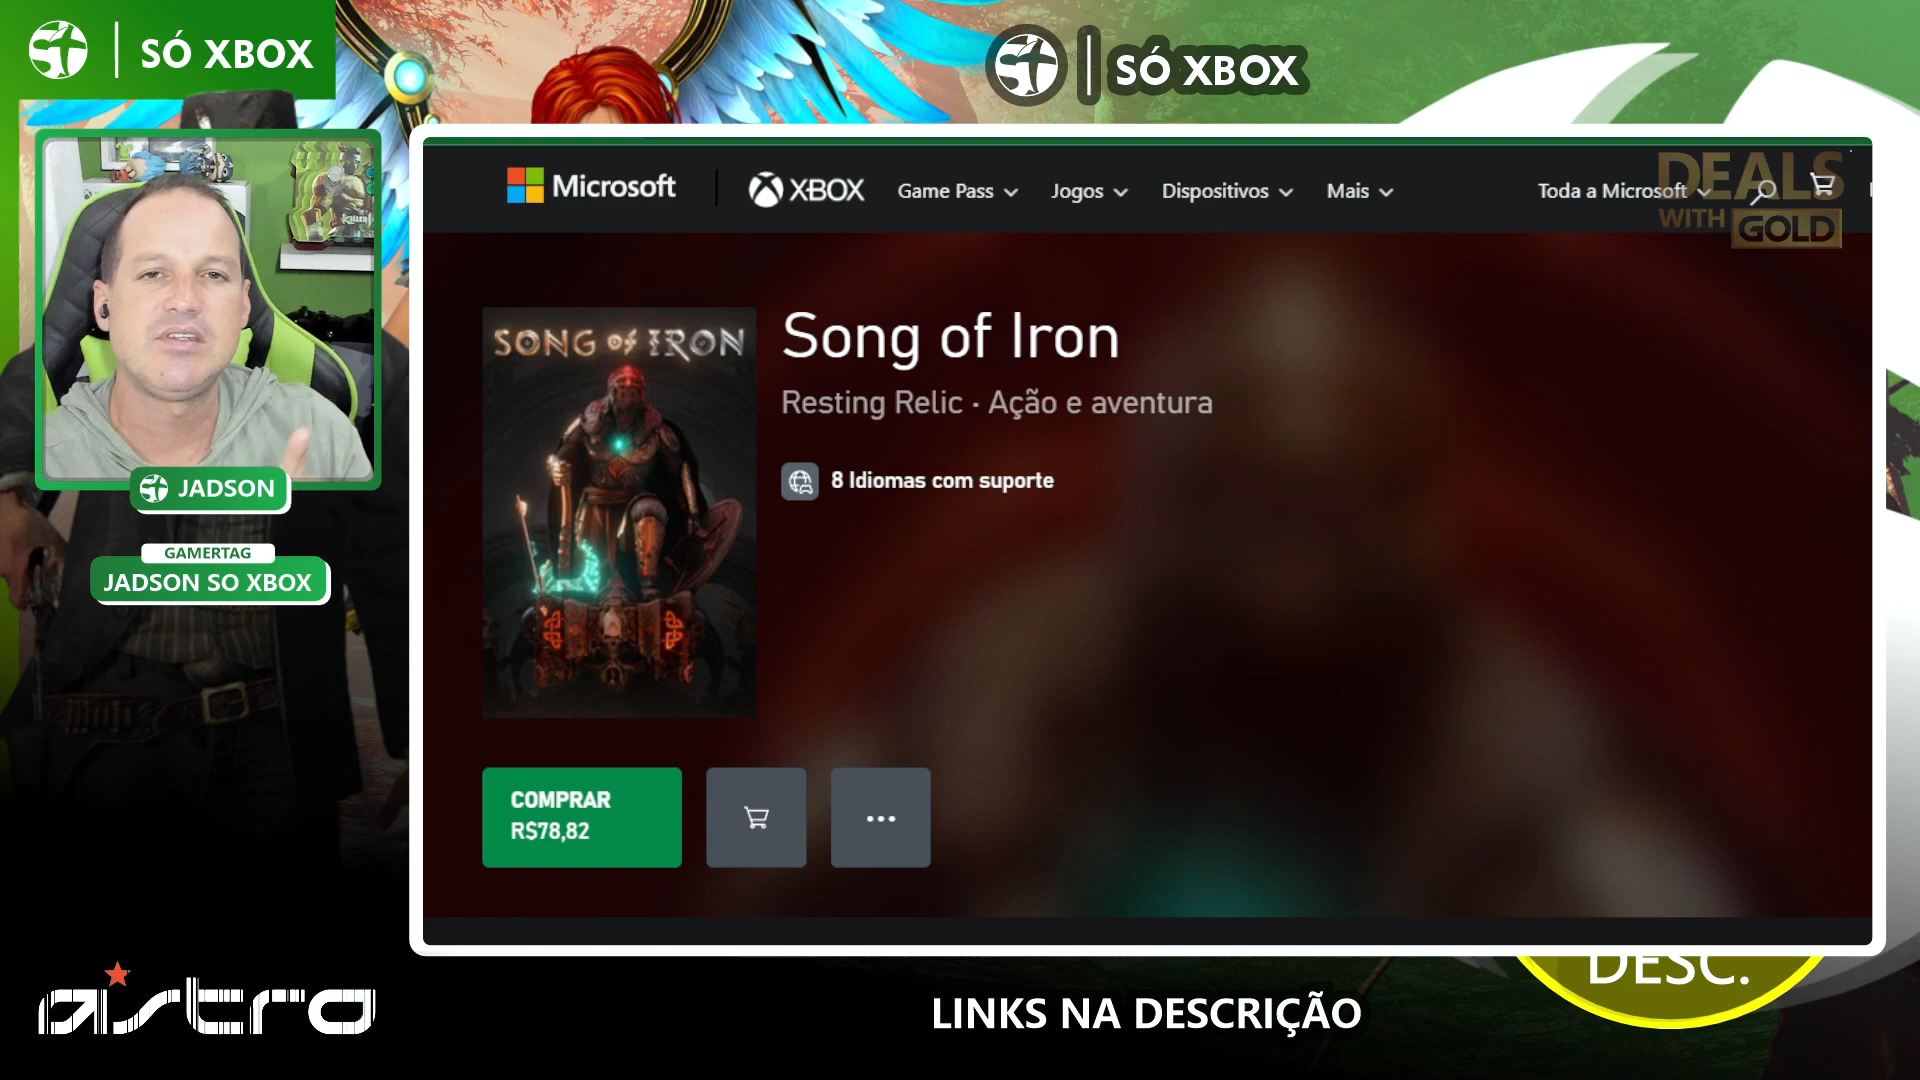 SÓ XBOX
SÓ XBOX
Microsoft
XBOX
Game Pass
Jogos
Dispositivos
Mais
Toda a Microsoft
DEALS
WITH GOLD
SONG OF IRON
Song of Iron
Resting Relic · Ação e aventura
8 Idiomas com suporte
JADSON
GAMERTAG
JADSON SO XBOX
COMPRAR
R$78,82
DESC.
astro
LINKS NA DESCRIÇÃO